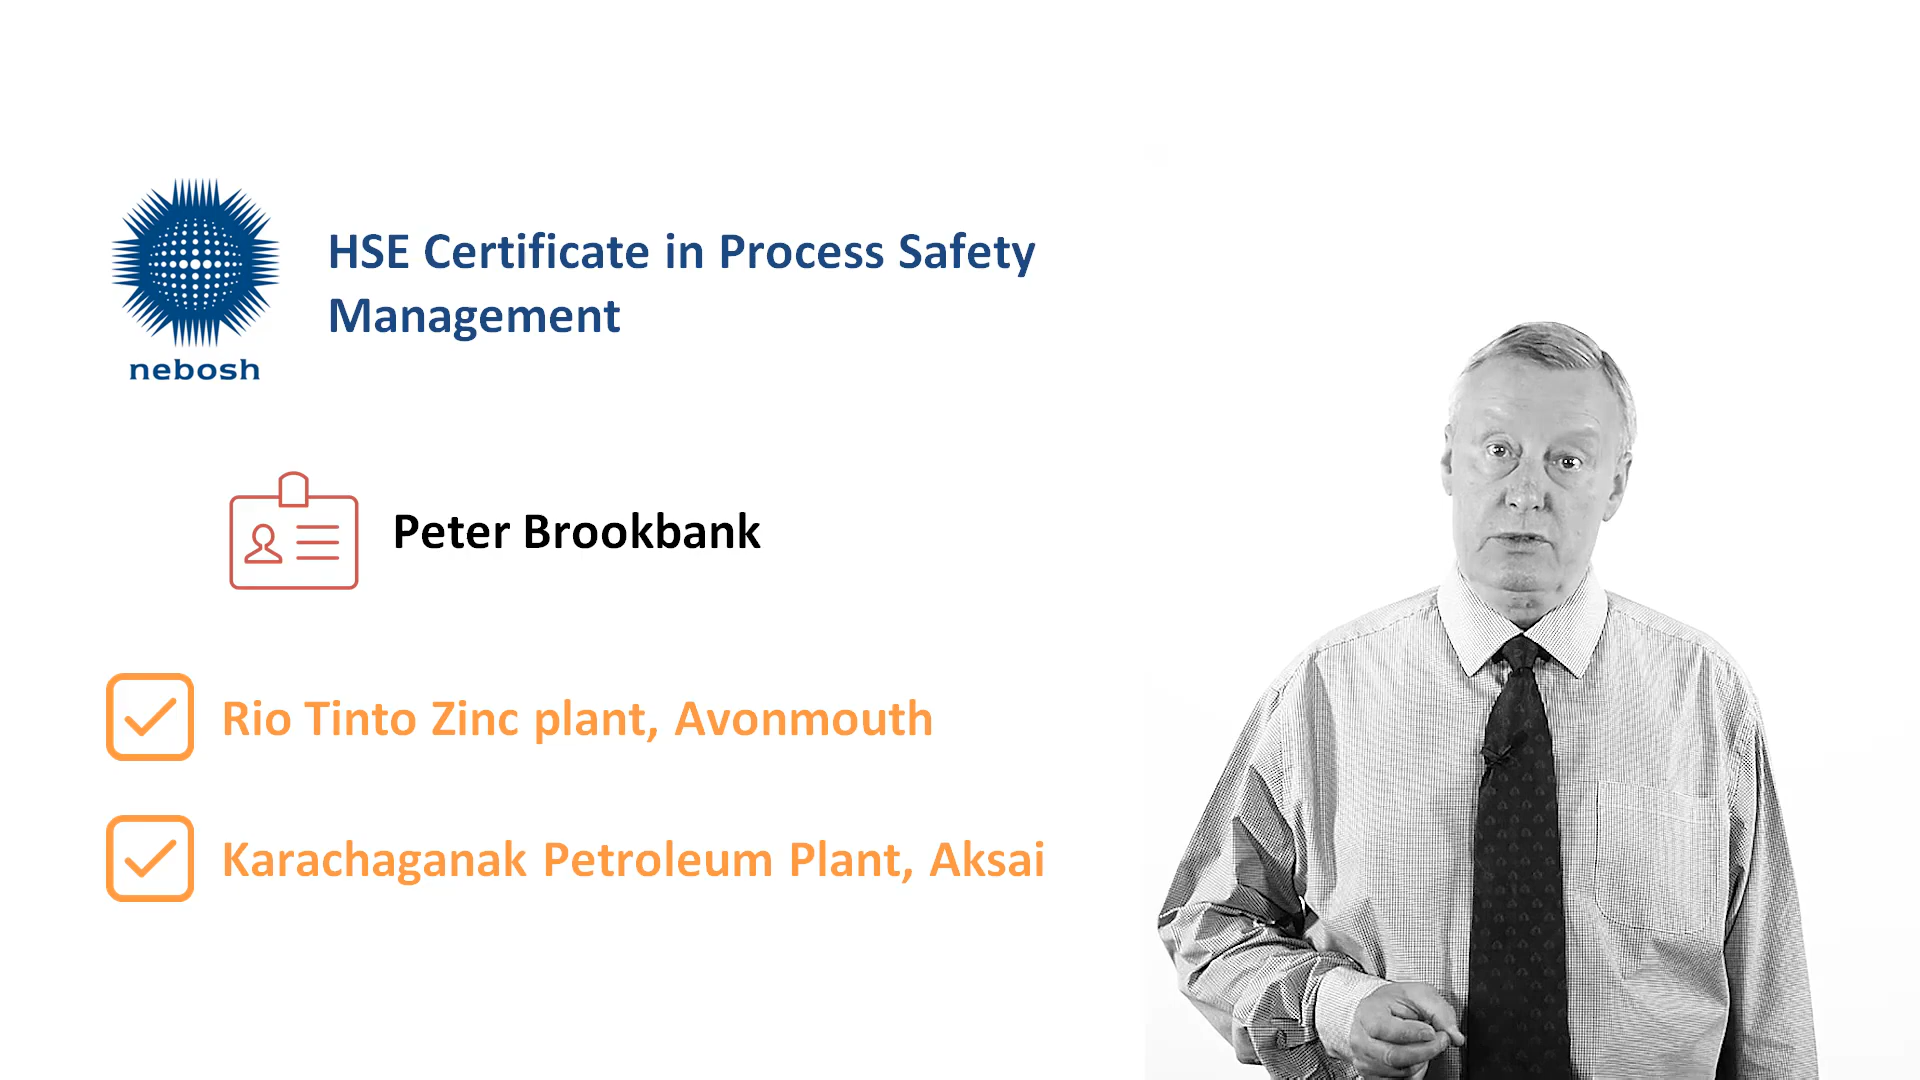 HSE Certificate in Process Safety
Management
nebosh
Peter Brookbank
Rio Tinto Zinc plant, Avonmouth
Karachaganak Petroleum Plant, Aksai